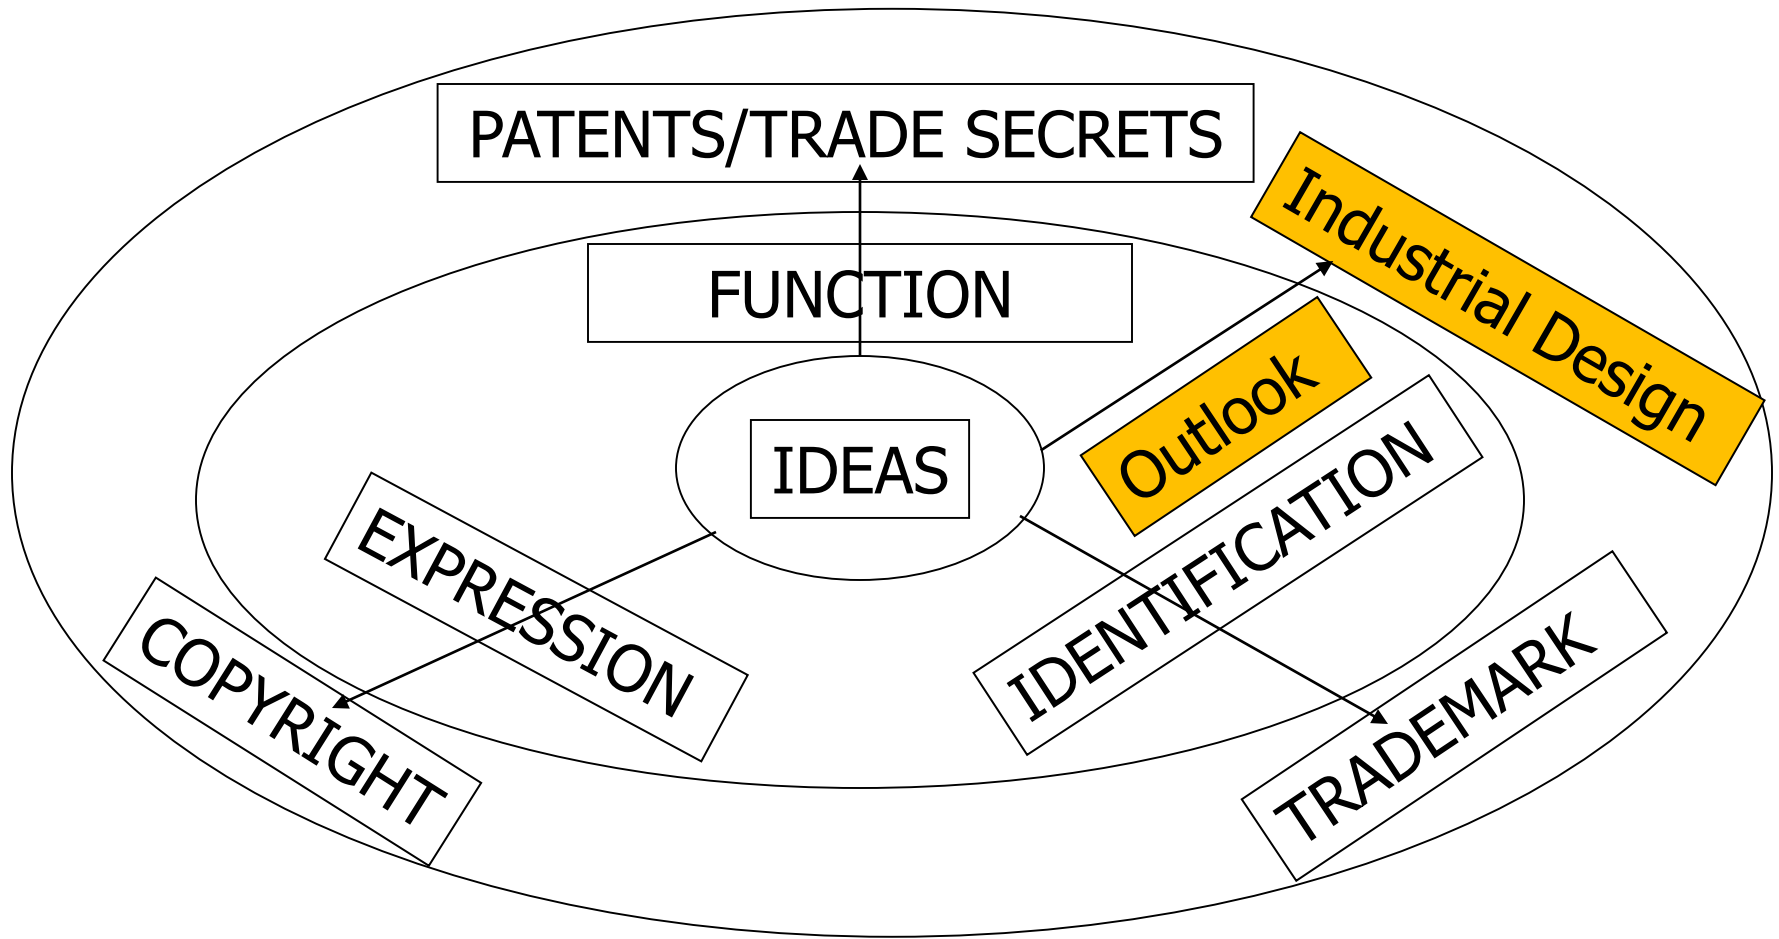 PATENTS/TRADE SECRETS
Industrial Design
FUNCTION
Outlook
IDEAS
IDENTIFICATION
EXPRESSION
COPYRIGHT
TRADEMARK